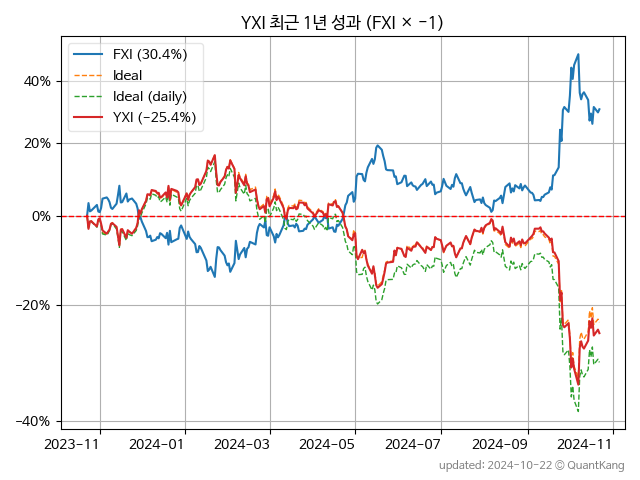 YXI 최근 1년 성과 (FXI × -1)
FXI (30.4%)
Ideal
Ideal (daily)
YXI (−25.4%)
40%
20%
0%
−20%
−40%
2023-11 2024-01 2024-03 2024-05 2024-07 2024-09 2024-11
updated: 2024-10-22 © QuantKang